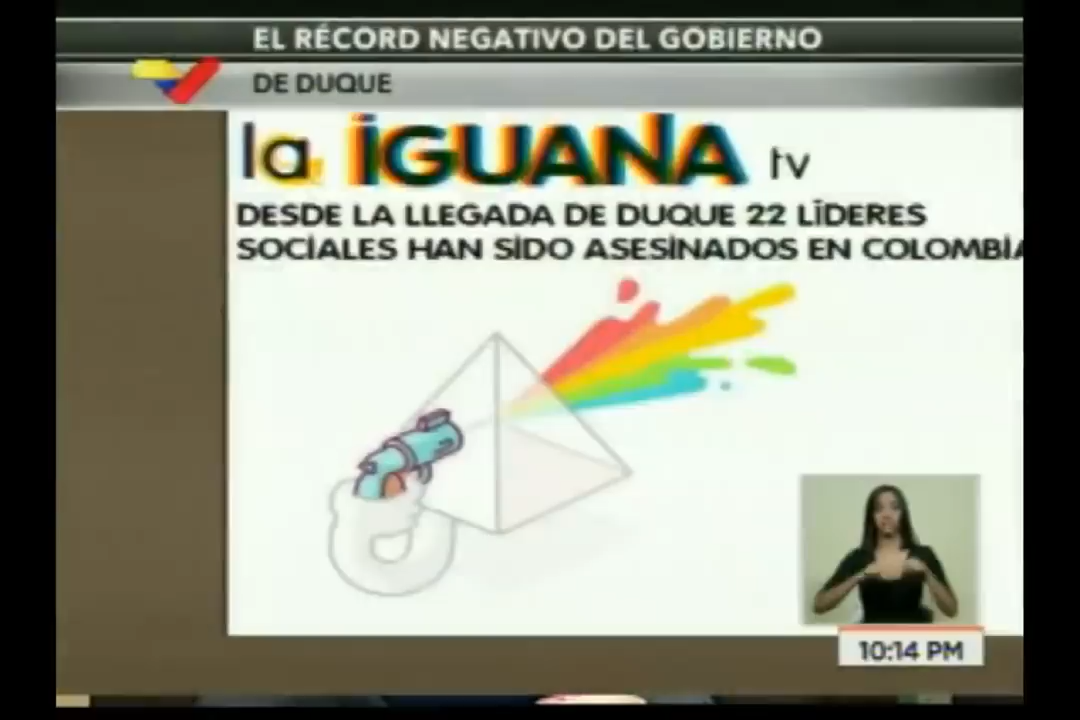 EL RÉCORD NEGATIVO DEL GOBIERNO
DE DUQUE
la iGUANA tv
DESDE LA LLEGADA DE DUQUE 22 LÍDERES
SOCIALES HAN SIDO ASESINADOS EN COLOMBIA
10:14 PM